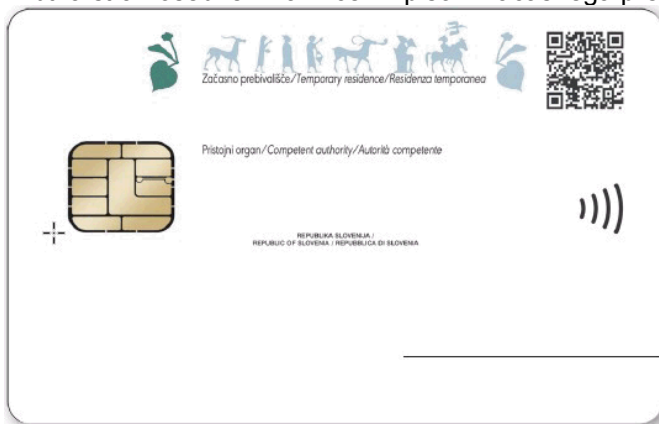 Začasno prebivališče/Temporary residence/Residenza temporanea
Pristojni organ/Competent authority/Autorità competente
REPUBLIKA SLOVENIJA /
REPUBLIC OF SLOVENIA / REPUBBLICA DI SLOVENIA